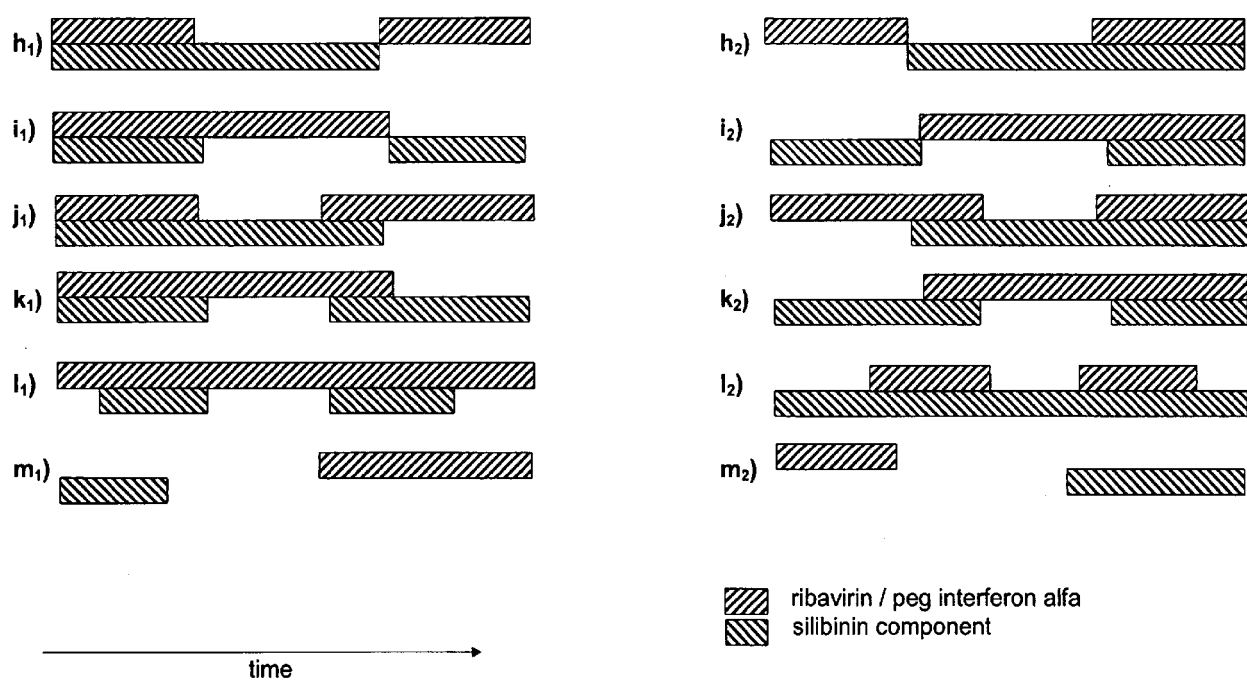 h₁)
h₂)
i₁)
i₂)
j₁)
j₂)
k₁)
k₂)
l₁)
l₂)
m₁)
m₂)
ribavirin / peg interferon alfa
silibinin component
time